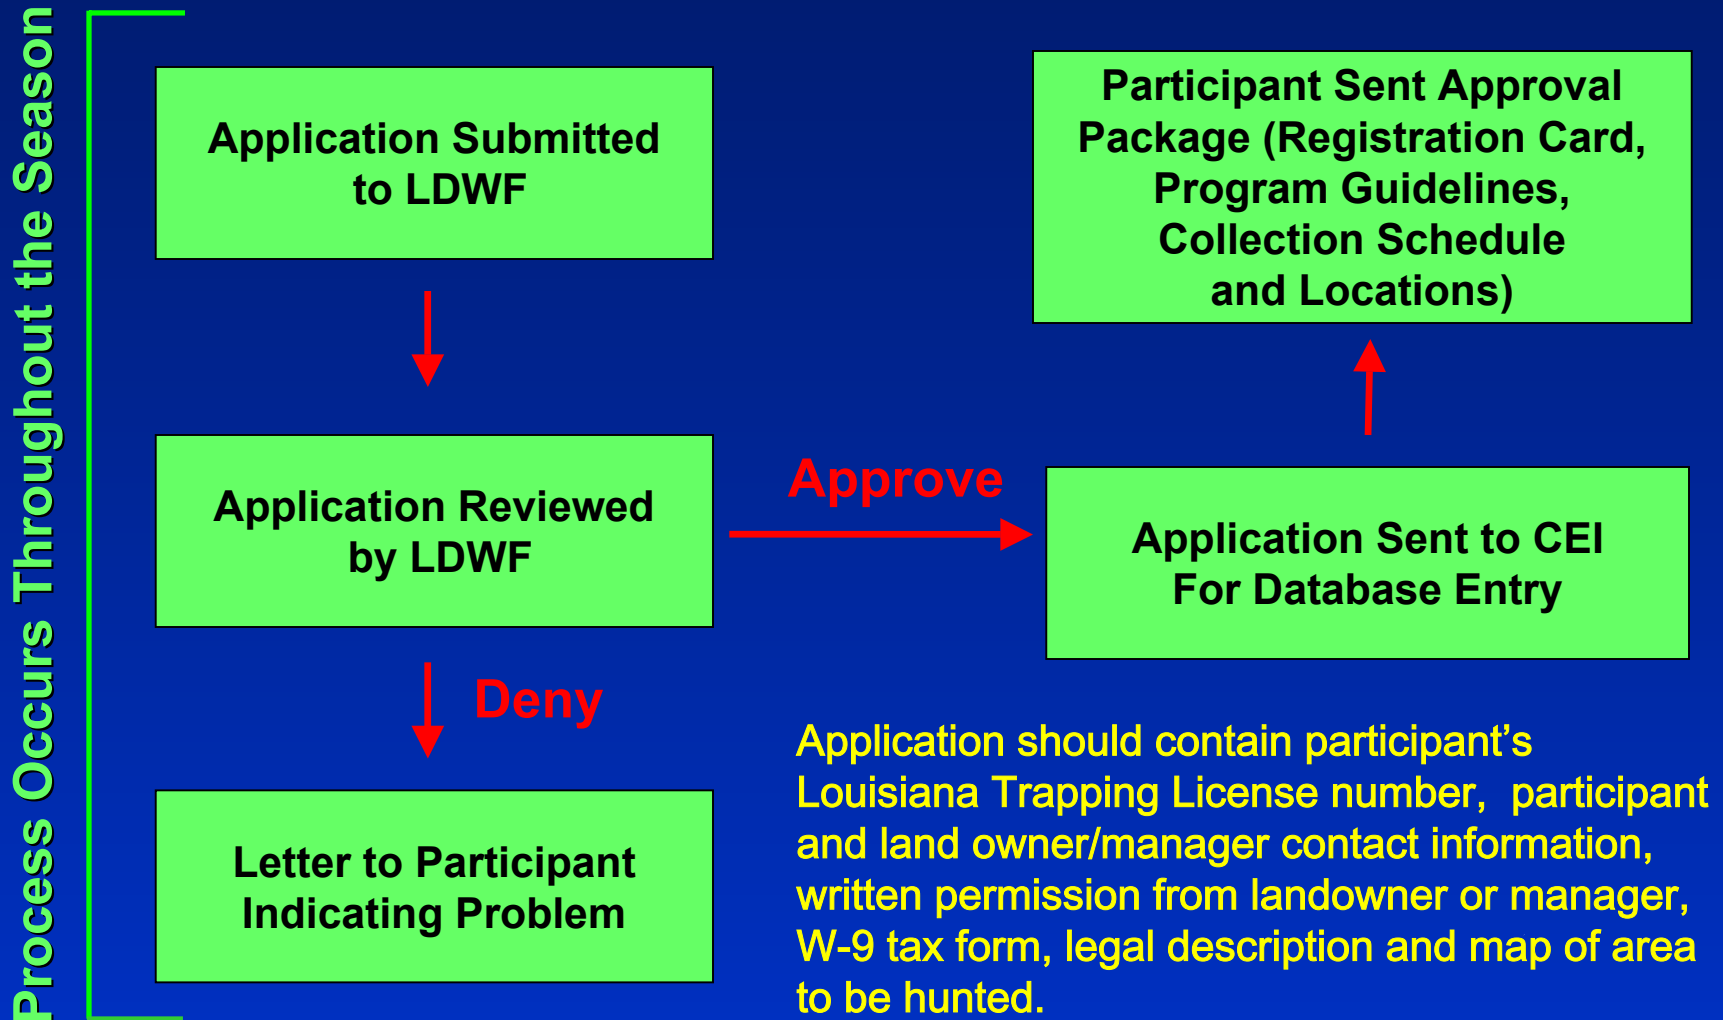 Process Occurs Throughout the Season
Application Submitted
to LDWF
Application Reviewed
by LDWF
Deny
Letter to Participant
Indicating Problem
Approve
Application Sent to CEI
For Database Entry
Participant Sent Approval
Package (Registration Card,
Program Guidelines,
Collection Schedule
and Locations)
Application should contain participant’s
Louisiana Trapping License number,  participant
and land owner/manager contact information,
written permission from landowner or manager,
W-9 tax form, legal description and map of area
to be hunted.